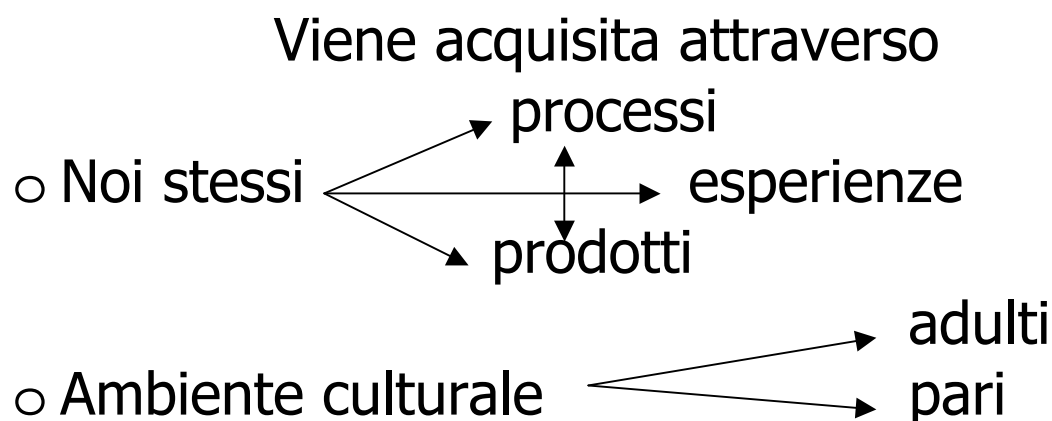 Viene acquisita attraverso
processi
o Noi stessi
esperienze
prodotti
adulti
o Ambiente culturale
pari